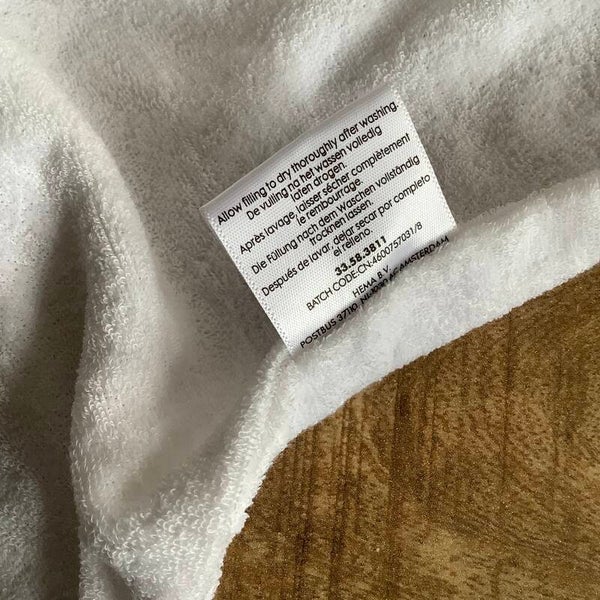 Allow filling to dry thoroughly after washing.
De vulling na het wassen volledig
laten drogen.
Après lavage, laisser sécher complètement
le rembourrage.
Die Füllung nach dem Waschen vollständig
trocknen lassen.
Después de lavar, dejar secar por completo
el relleno.
33.58.3811
BATCH CODE:CN-4600757031/8
HEMA B.V.
POSTBUS 37110, AMSTERDAM